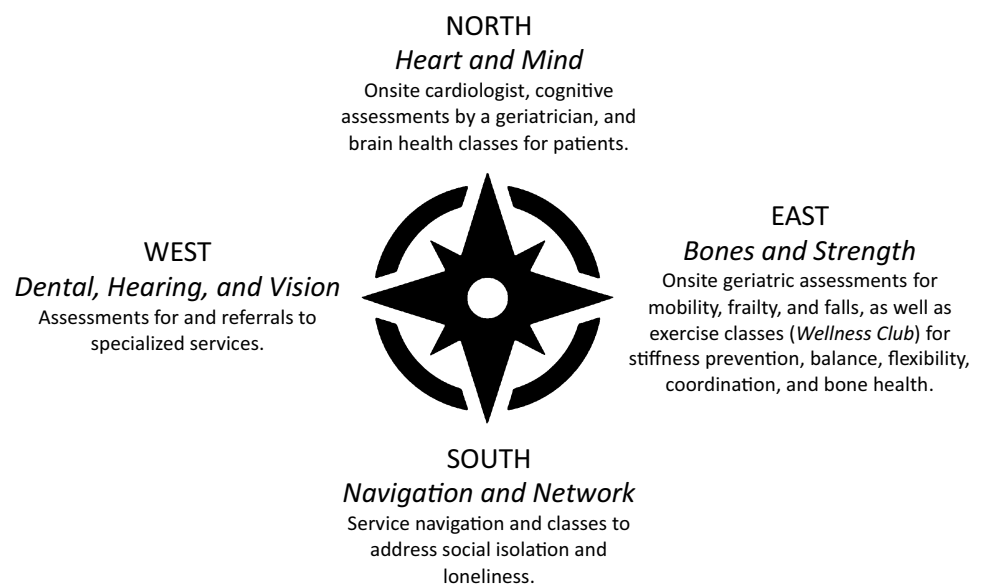 NORTH
Heart and Mind
Onsite cardiologist, cognitive
assessments by a geriatrician, and
brain health classes for patients.
WEST
Dental, Hearing, and Vision
Assessments for and referrals to
specialized services.
EAST
Bones and Strength
Onsite geriatric assessments for
mobility, frailty, and falls, as well as
exercise classes (Wellness Club) for
stiffness prevention, balance, flexibility,
coordination, and bone health.
SOUTH
Navigation and Network
Service navigation and classes to
address social isolation and
loneliness.